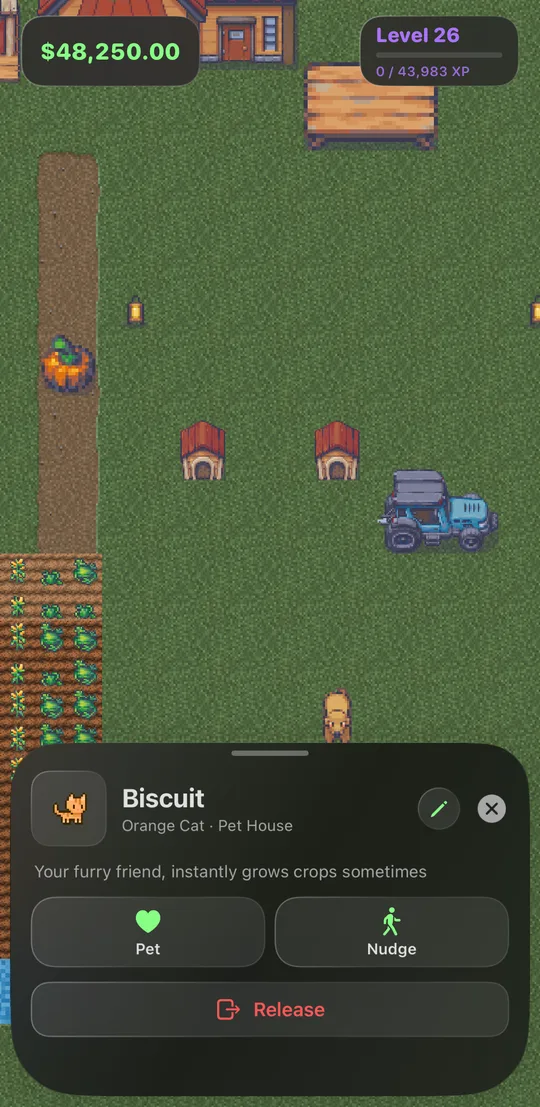 $48,250.00
Level 26
0 / 43,983 XP
Biscuit
Orange Cat · Pet House
Your furry friend, instantly grows crops sometimes
Pet
Nudge
Release